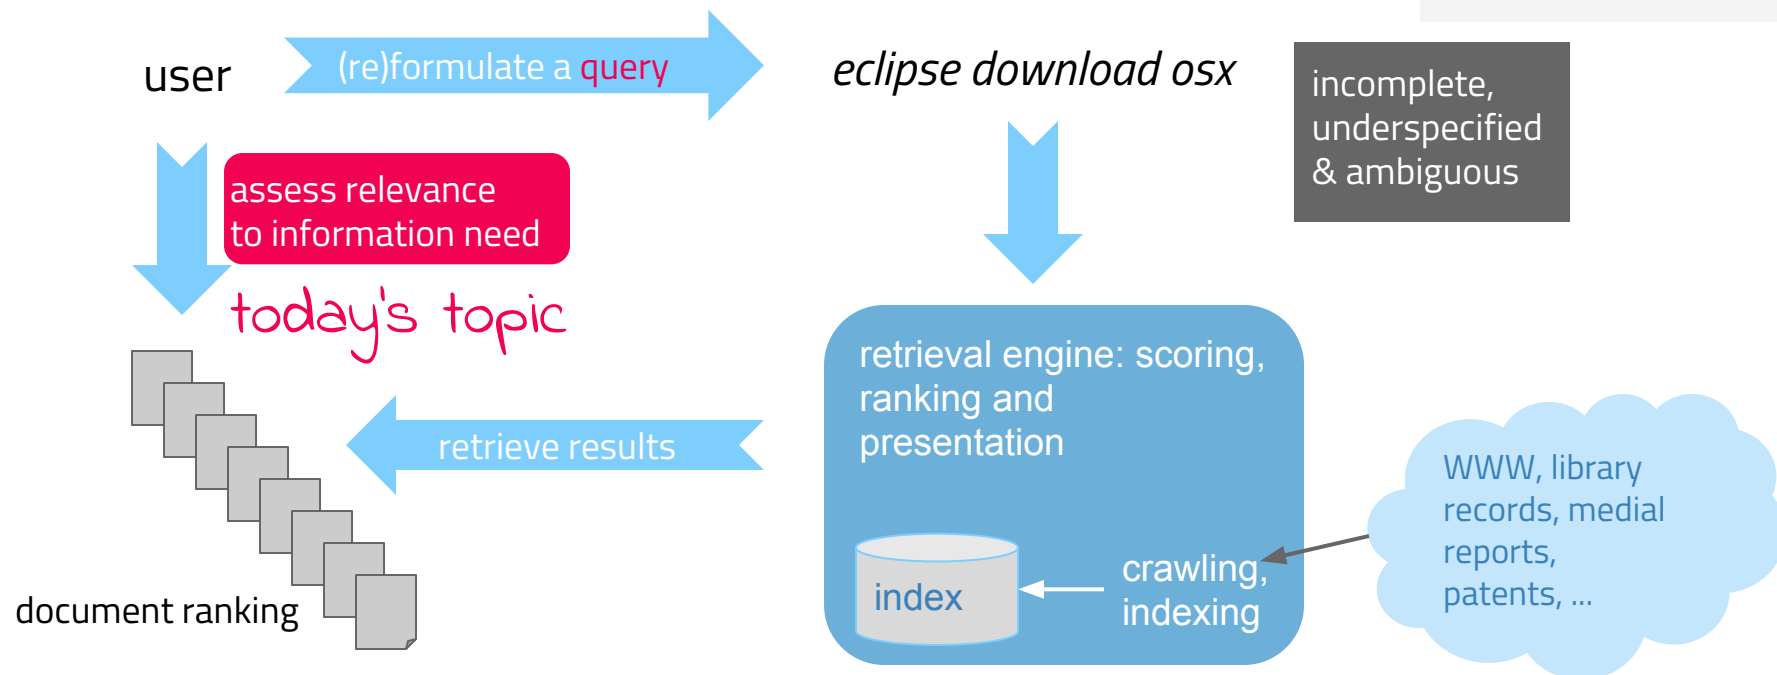 user
(re)formulate a query
eclipse download osx
incomplete,
underspecified
& ambiguous
assess relevance
to information need
today's topic
retrieval engine: scoring,
ranking and
presentation
retrieve results
WWW, library
records, medial
reports,
patents, ...
crawling,
indexing
index
document ranking